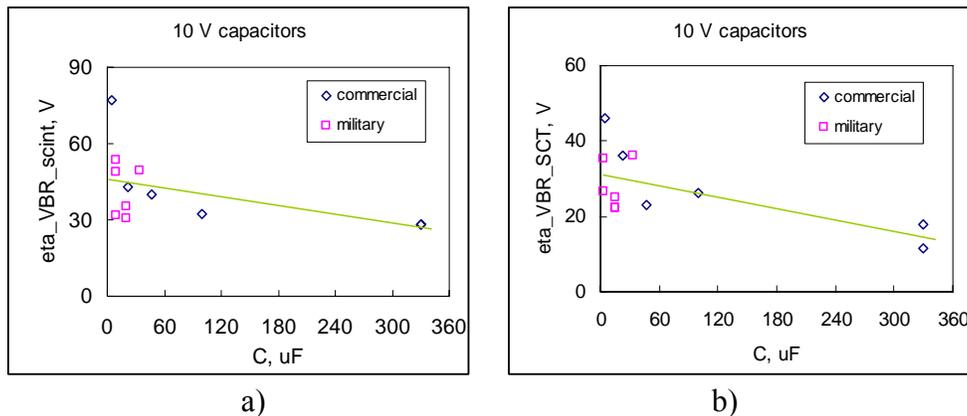 10 V capacitors
90
60
30
0
eta_VBR_scint, V
commercial
military
0 60 120 180 240 300 360
C, uF
a)
10 V capacitors
60
40
20
0
eta_VBR_SCT, V
commercial
military
0 60 120 180 240 300 360
C, uF
b)